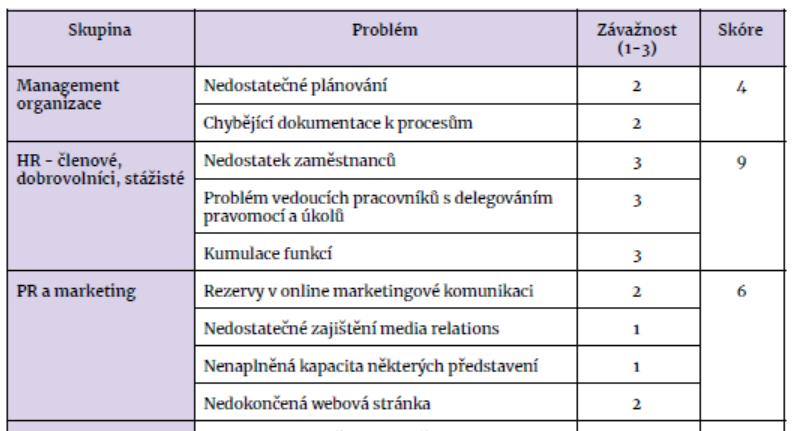 Skupina Problém Závažnost Skóre
(1-3)
Management Nedostatečné plánování 2 4
organizace
Chybějící dokumentace k procesům 2
HR - členové, Nedostatek zaměstnanců 3 9
dobrovolníci, stážisté
Problém vedoucích pracovníků s delegováním 3
pravomocí a úkolů
Kumulace funkcí 3
PR a marketing Rezervy v online marketingové komunikaci 2 6
Nedostatečné zajištění media relations 1
Nenaplněná kapacita některých představení 1
Nedokončená webová stránka 2